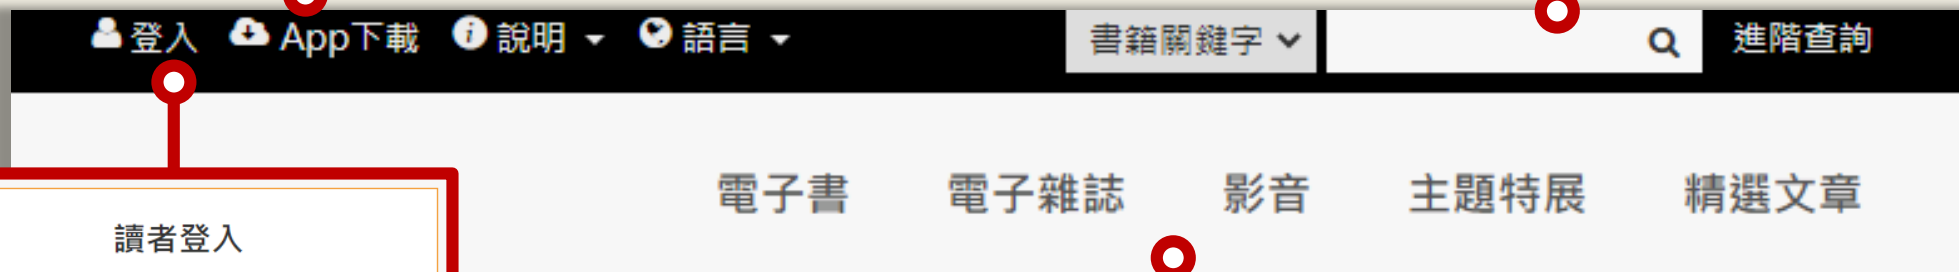 登入 App下載 說明 語言 書籍關鍵字 進階查詢
電子書 電子雜誌 影音 主題特展 精選文章
讀者登入